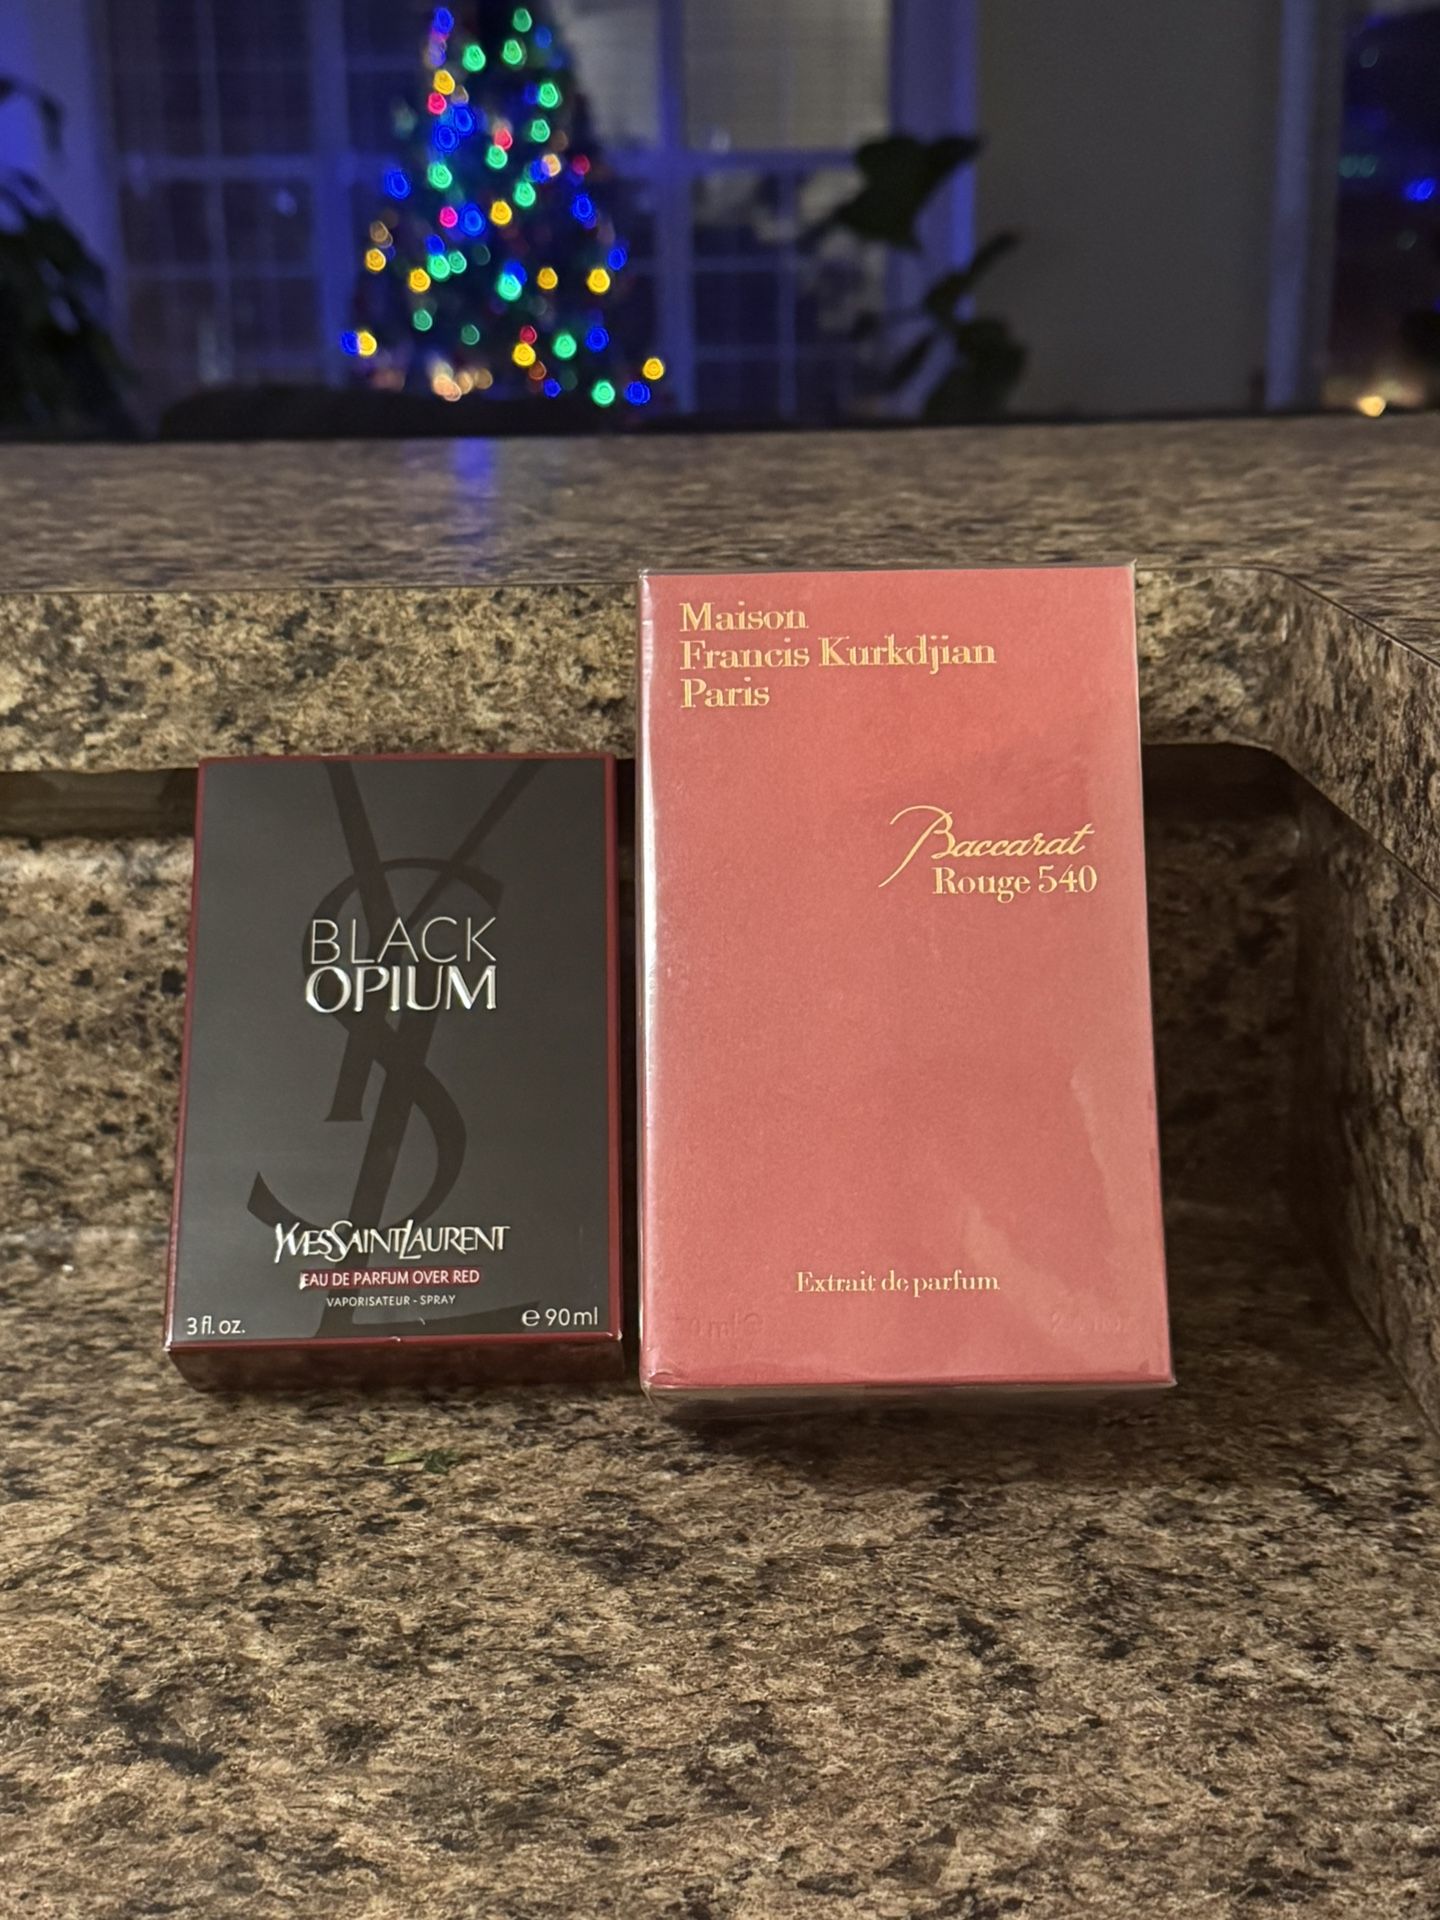 BLACK
OPIUM
YVESSAINTLAURENT
EAU DE PARFUM OVER RED
VAPORISATEUR - SPRAY
3 fl. oz.
e 90 ml
Maison
Francis Kurkdjian
Paris
Baccarat
Rouge 540
Extrait de parfum